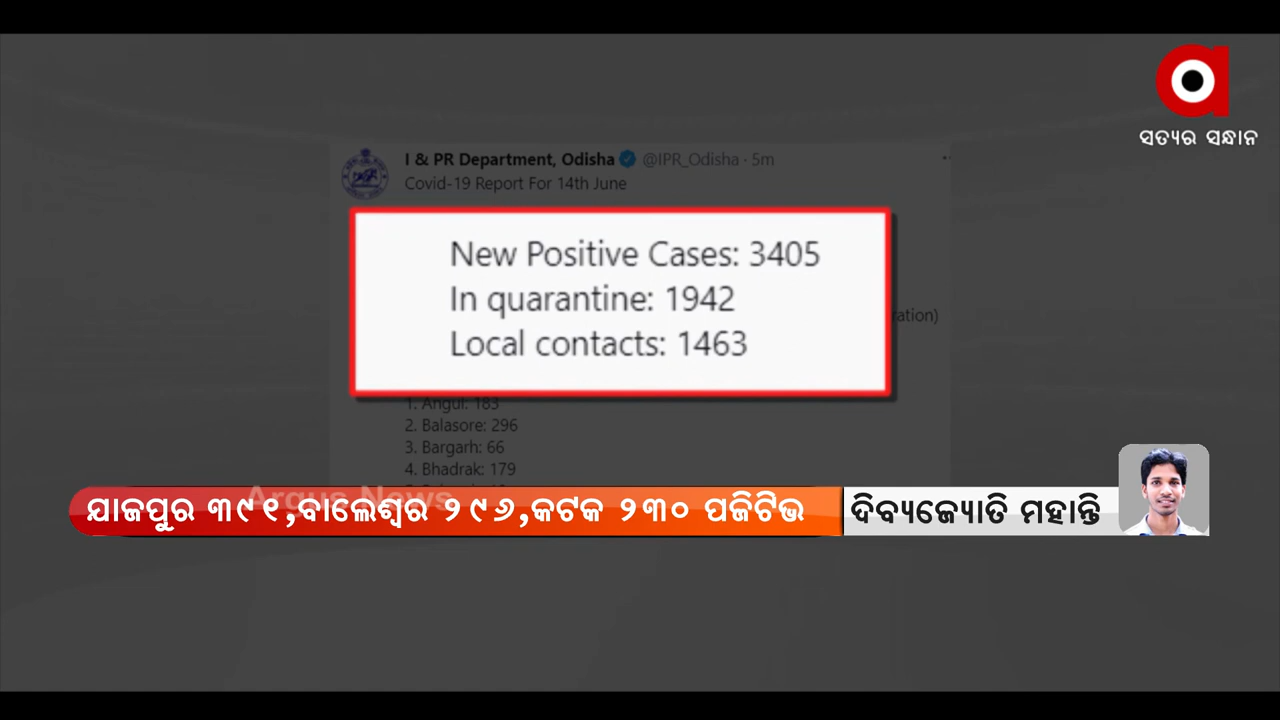 ସତ୍ୟର ସନ୍ଧାନ
I & PR Department, Odisha @IPR_Odisha · 5m
Covid-19 Report For 14th June
New Positive Cases: 3405
In quarantine: 1942
Local contacts: 1463
ration)
1. Angul: 183
2. Balasore: 296
3. Bargarh: 66
4. Bhadrak: 179
Argus News
ଯାଜପୁର ୩୯୧,ବାଲେଶ୍ୱର ୨୯୬,କଟକ ୨୩୦ ପଜିଟିଭ
ଦିବ୍ୟଜ୍ୟୋତି ମହାନ୍ତି